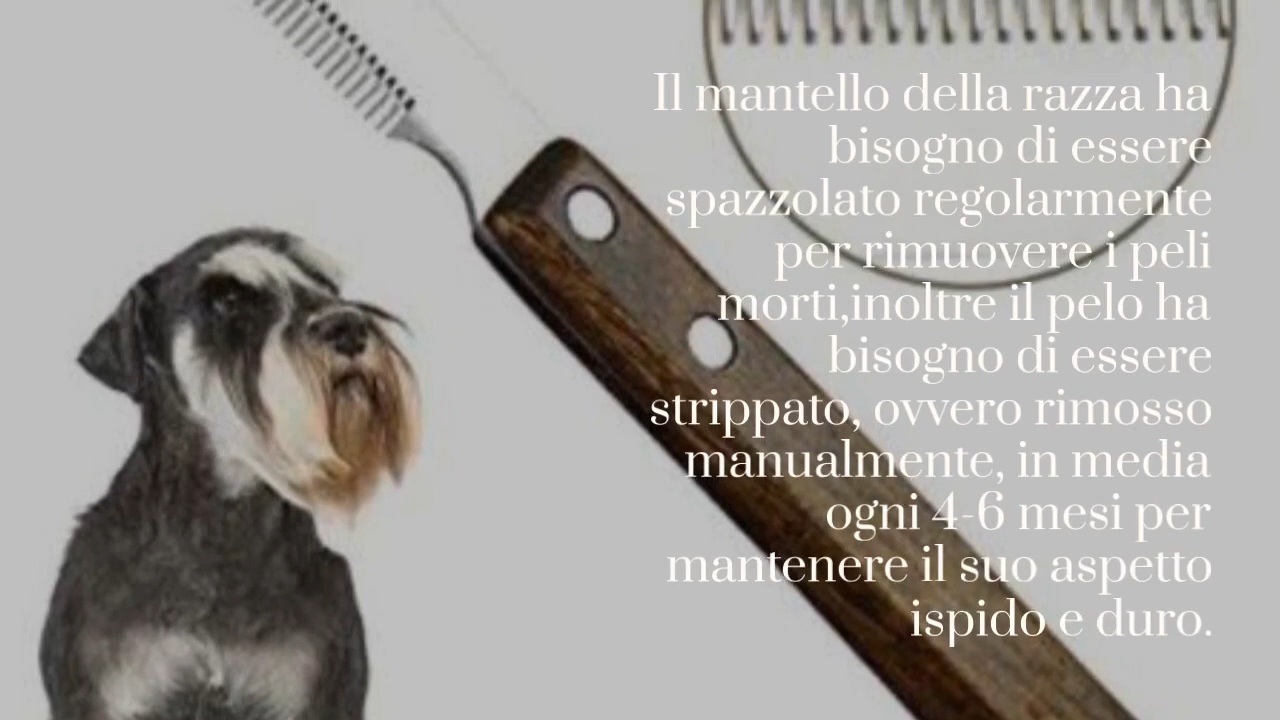 Il mantello della razza ha
bisogno di essere
spazzolato regolarmente
per rimuovere i peli
morti,inoltre il pelo ha
bisogno di essere
strippato, ovvero rimosso
manualmente, in media
ogni 4-6 mesi per
mantenere il suo aspetto
ispido e duro.